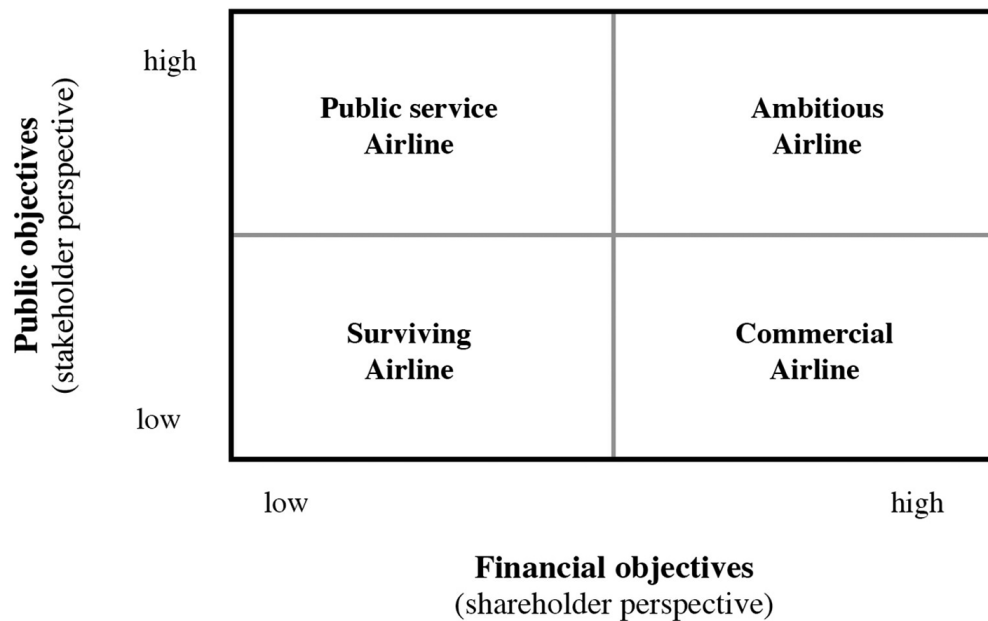 high
Public service
Airline
Ambitious
Airline
Public objectives
(stakeholder perspective)
Surviving
Airline
Commercial
Airline
low
low
high
Financial objectives
(shareholder perspective)